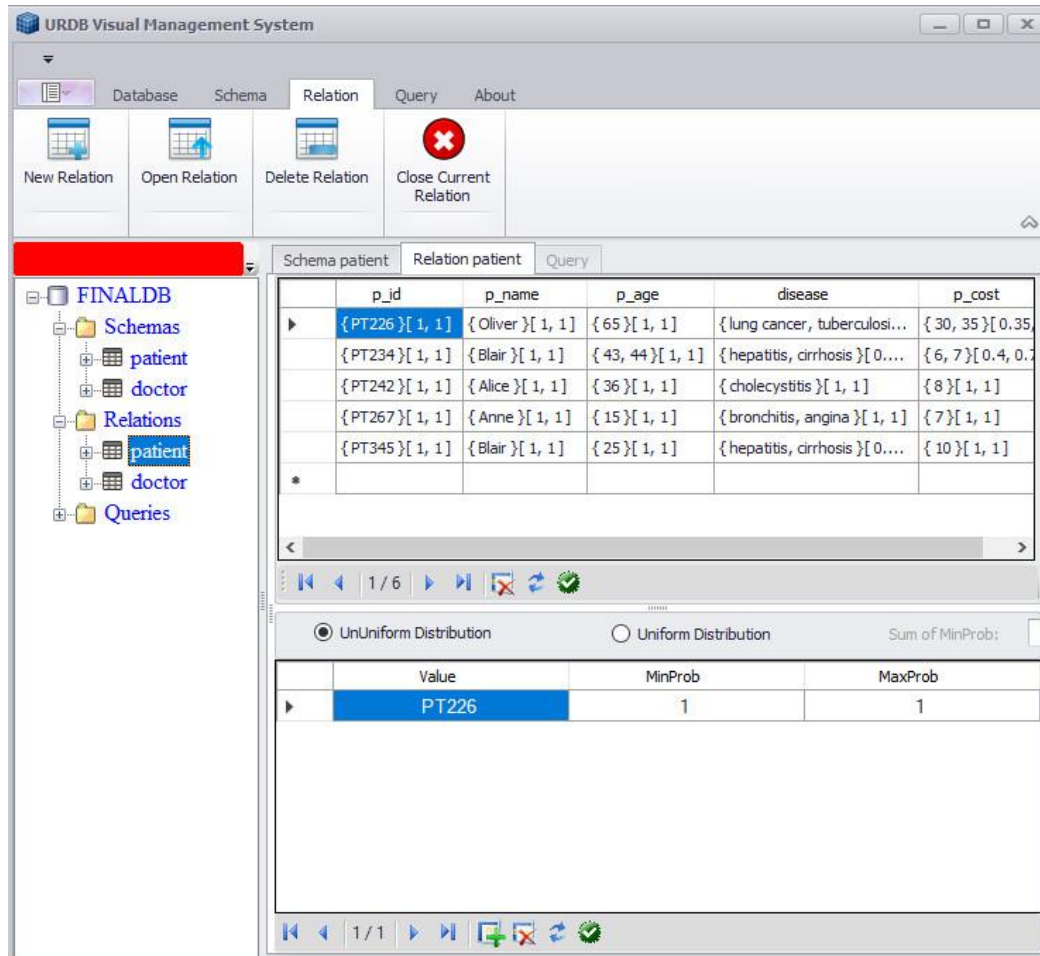 URDB Visual Management System
Database Schema Relation Query About
New Relation Open Relation Delete Relation Close Current Relation
Schema patient Relation patient Query
FINALDB
Schemas
patient
doctor
Relations
patient
doctor
Queries
p_id p_name p_age disease p_cost
{ PT226 }[ 1, 1] { Oliver }[ 1, 1] { 65 }[ 1, 1] { lung cancer, tuberculosi... { 30, 35 }[ 0.35,
{ PT234 }[ 1, 1] { Blair }[ 1, 1] { 43, 44 }[ 1, 1] { hepatitis, cirrhosis }[ 0.... { 6, 7 }[ 0.4, 0.7
{ PT242 }[ 1, 1] { Alice }[ 1, 1] { 36 }[ 1, 1] { cholecystitis }[ 1, 1] { 8 }[ 1, 1]
{ PT267 }[ 1, 1] { Anne }[ 1, 1] { 15 }[ 1, 1] { bronchitis, angina }[ 1, 1] { 7 }[ 1, 1]
{ PT345 }[ 1, 1] { Blair }[ 1, 1] { 25 }[ 1, 1] { hepatitis, cirrhosis }[ 0.... { 10 }[ 1, 1]
1 / 6
UnUniform Distribution Uniform Distribution Sum of MinProb:
Value MinProb MaxProb
PT226 1 1
1 / 1